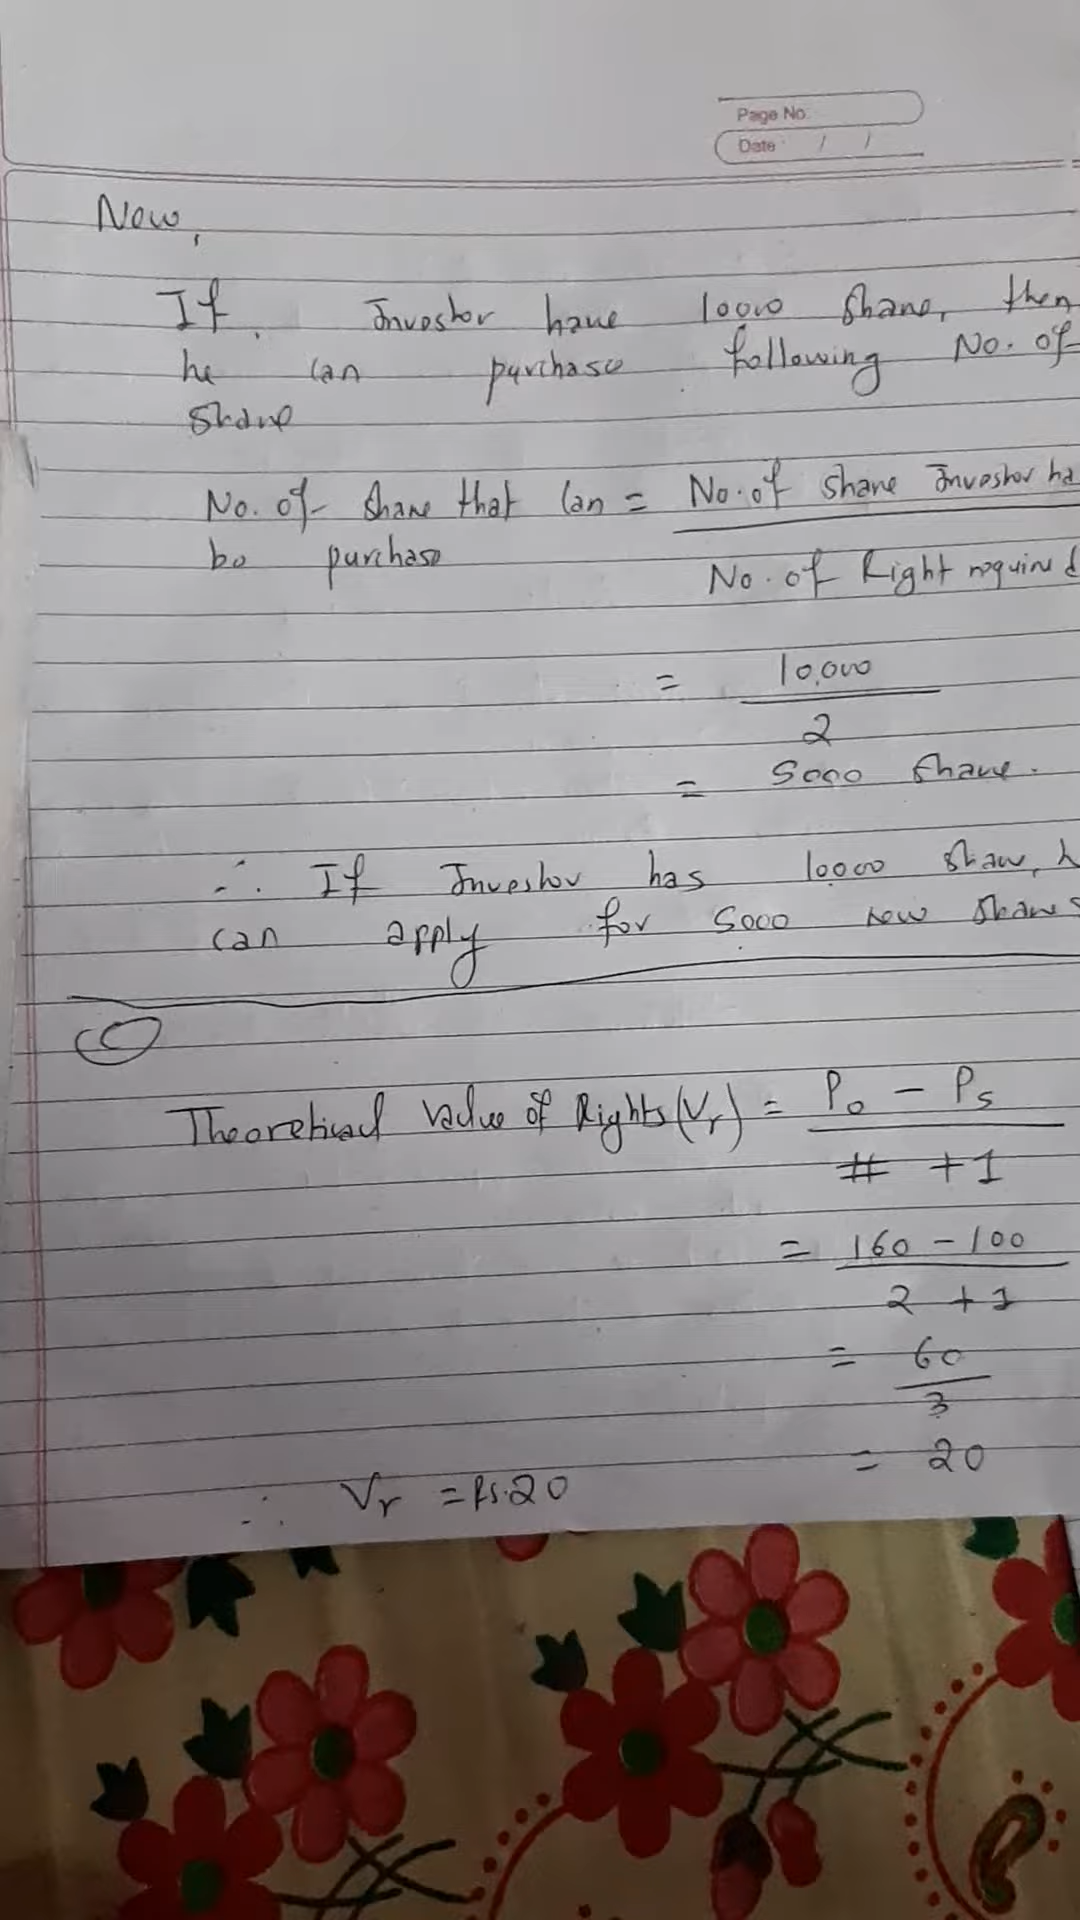 Page No.
Date / /
Now,
If Investor have 10000 share, then
he can purchase following No. of
share
No. of share that can = No. of share Investor ha
be purchase No. of Right required
= 10,000
2
= 5000 share.
∴ If Investor has 10000 share, h
can apply for 5000 new shares
C
Theoretical Value of Rights (Vr) = Po - Ps
# + 1
= 160 - 100
2 + 1
= 60
3
= 20
∴ Vr = Rs. 20